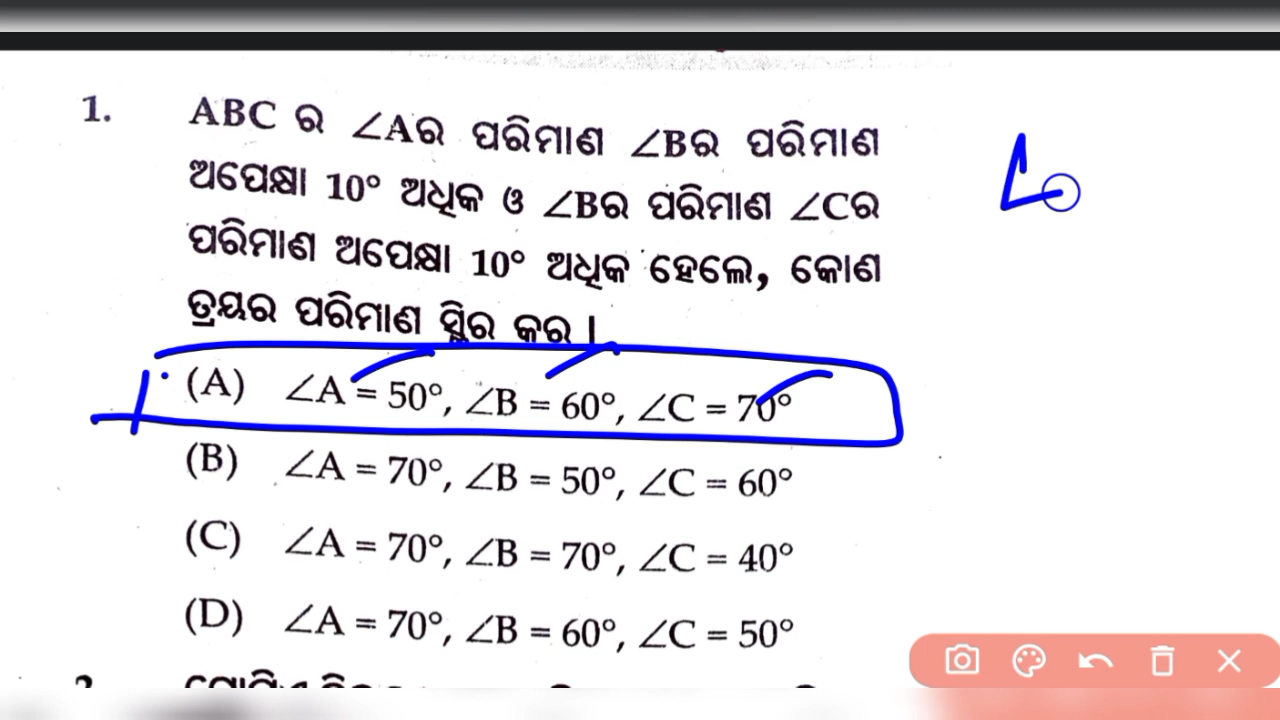 1. ABC ର ∠Aର ପରିମାଣ ∠Bର ପରିମାଣ
ଅପେକ୍ଷା 10° ଅଧିକ ଓ ∠Bର ପରିମାଣ ∠Cର
ପରିମାଣ ଅପେକ୍ଷା 10° ଅଧିକ ହେଲେ, କୋଣ
ତ୍ରୟର ପରିମାଣ ସ୍ଥିର କର।
(A) ∠A = 50°, ∠B = 60°, ∠C = 70°
(B) ∠A = 70°, ∠B = 50°, ∠C = 60°
(C) ∠A = 70°, ∠B = 70°, ∠C = 40°
(D) ∠A = 70°, ∠B = 60°, ∠C = 50°